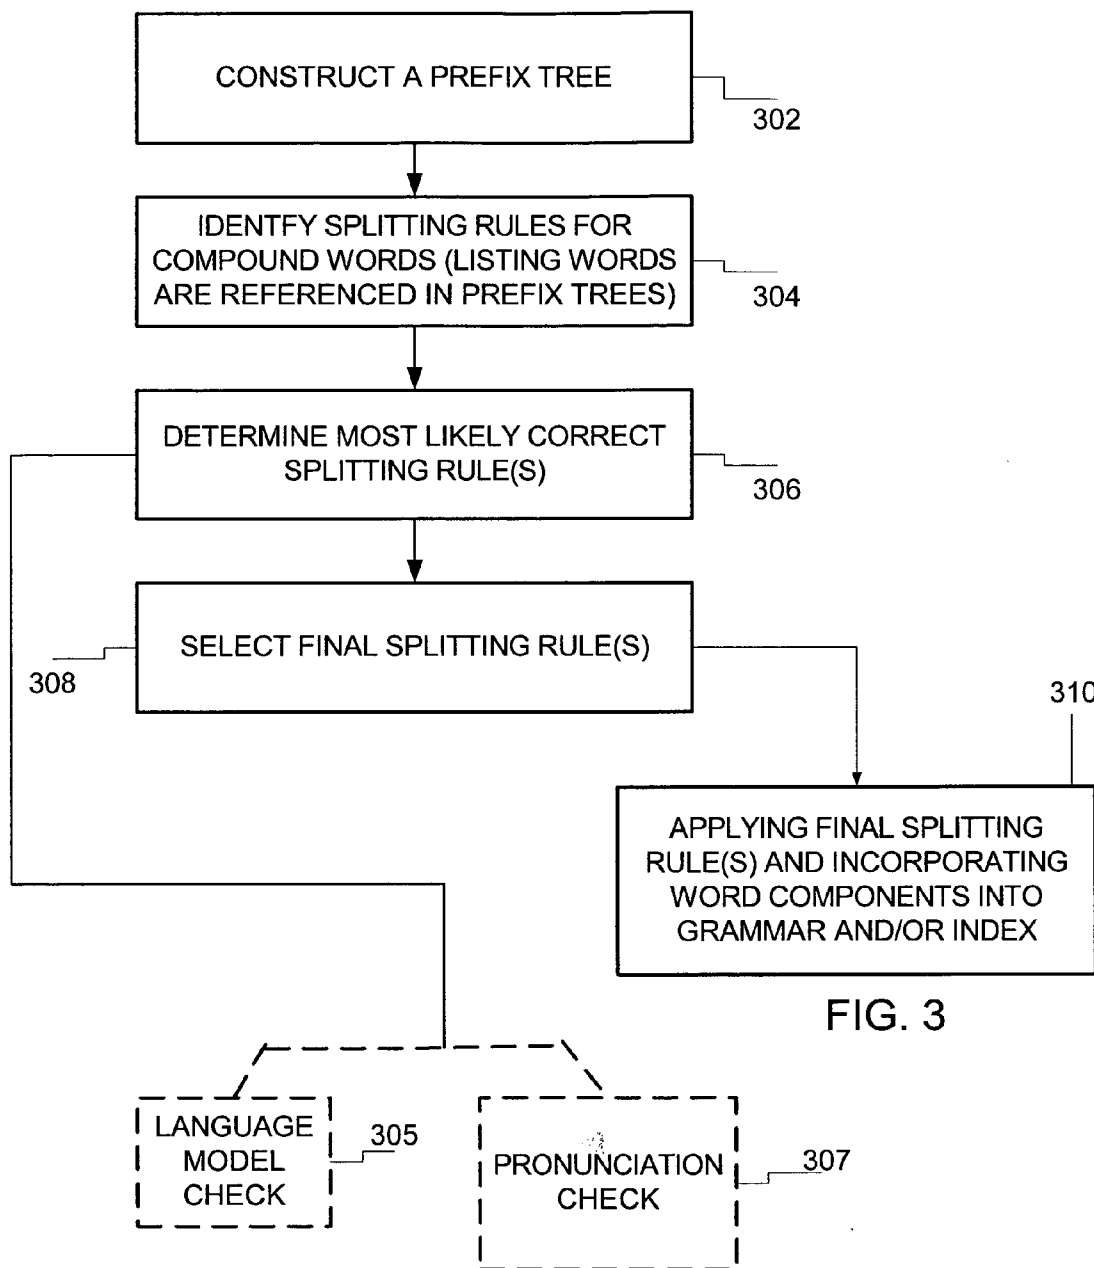 CONSTRUCT A PREFIX TREE
302
IDENTFY SPLITTING RULES FOR
COMPOUND WORDS (LISTING WORDS
ARE REFERENCED IN PREFIX TREES)
304
DETERMINE MOST LIKELY CORRECT
SPLITTING RULE(S)
306
SELECT FINAL SPLITTING RULE(S)
308
310
APPLYING FINAL SPLITTING
RULE(S) AND INCORPORATING
WORD COMPONENTS INTO
GRAMMAR AND/OR INDEX
FIG. 3
LANGUAGE
MODEL
CHECK
305
PRONUNCIATION
CHECK
307